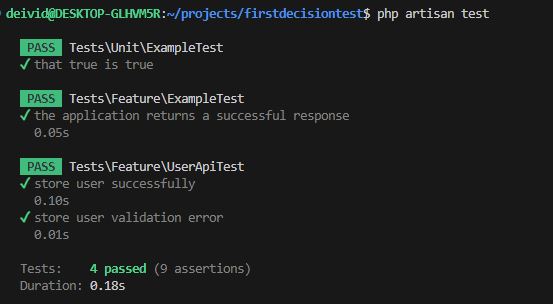 deivid@DESKTOP-GLHVM5R:~/projects/firstdecisiontest$ php artisan test
PASS Tests\Unit\ExampleTest
✓ that true is true
PASS Tests\Feature\ExampleTest
✓ the application returns a successful response
0.05s
PASS Tests\Feature\UserApiTest
✓ store user successfully
0.10s
✓ store user validation error
0.01s
Tests: 4 passed (9 assertions)
Duration: 0.18s